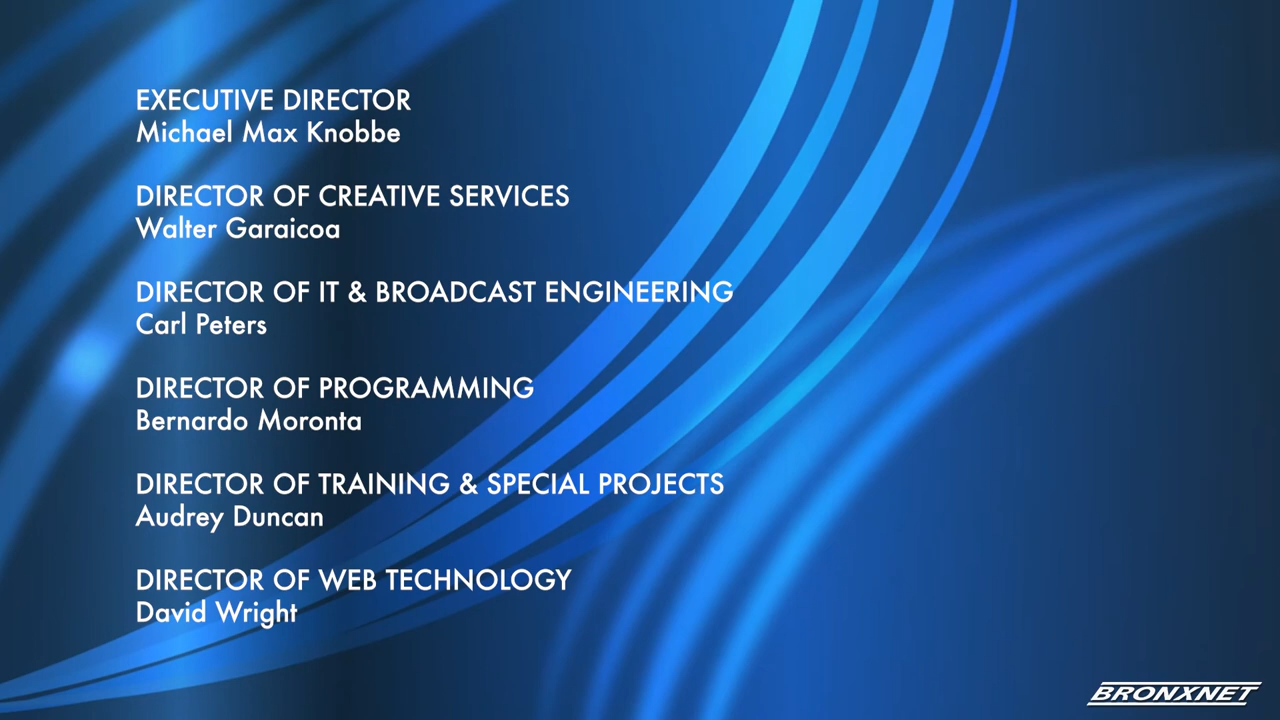 EXECUTIVE DIRECTOR
Michael Max Knobbe
DIRECTOR OF CREATIVE SERVICES
Walter Garaicoa
DIRECTOR OF IT & BROADCAST ENGINEERING
Carl Peters
DIRECTOR OF PROGRAMMING
Bernardo Moronta
DIRECTOR OF TRAINING & SPECIAL PROJECTS
Audrey Duncan
DIRECTOR OF WEB TECHNOLOGY
David Wright
BRONXNET